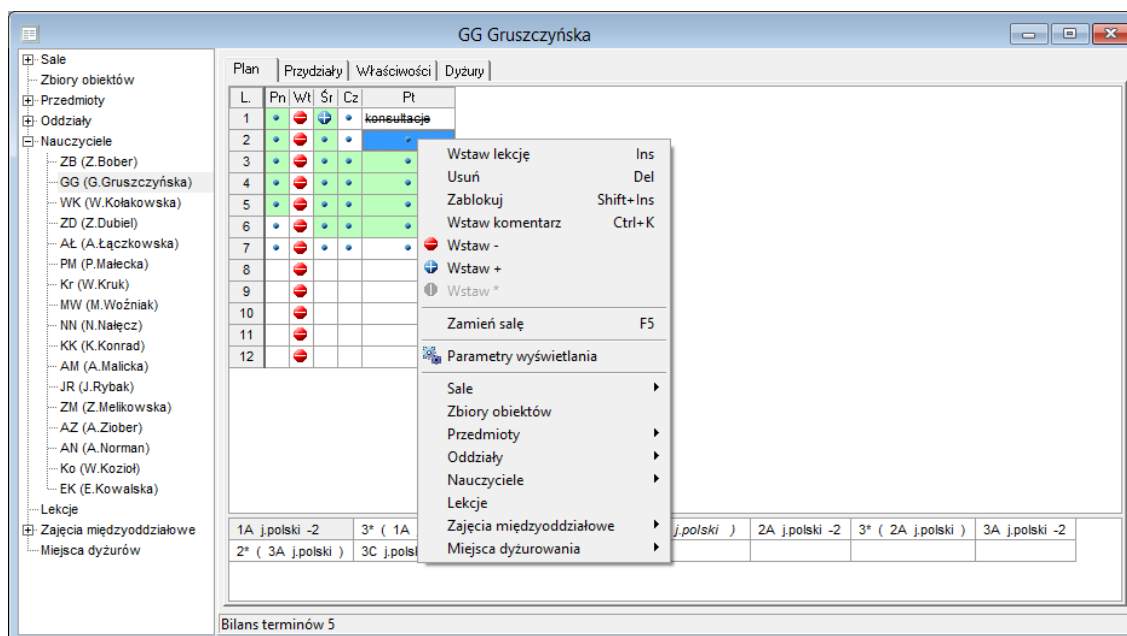 GG Gruszczyńska
Sale
Zbiory obiektów
Przedmioty
Oddziały
Nauczyciele
ZB (Z.Bober)
GG (G.Gruszczyńska)
WK (W.Kołakowska)
ZD (Z.Dubiel)
AŁ (A.Łączkowska)
PM (P.Małecka)
Kr (W.Kruk)
MW (M.Woźniak)
NN (N.Nałęcz)
KK (K.Konrad)
AM (A.Malicka)
JR (J.Rybak)
ZM (Z.Melikowska)
AZ (A.Ziober)
AN (A.Norman)
Ko (W.Kozioł)
EK (E.Kowalska)
Lekcje
Zajęcia międzyoddziałowe
Miejsca dyżurów
Plan Przydziały Właściwości Dyżury
L. Pn Wt Śr Cz Pt
1 konsultacje
2
3
4
5
6
7
8
9
10
11
12
Wstaw lekcję Ins
Usuń Del
Zablokuj Shift+Ins
Wstaw komentarz Ctrl+K
Wstaw -
Wstaw +
Wstaw *
Zamień salę F5
Parametry wyświetlania
Sale
Zbiory obiektów
Przedmioty
Oddziały
Nauczyciele
Lekcje
Zajęcia międzyoddziałowe
Miejsca dyżurowania
1A j.polski -2 3* ( 1A j.polski ) 2A j.polski -2 3* ( 2A j.polski ) 3A j.polski -2
2* ( 3A j.polski ) 3C j.pols
Bilans terminów 5